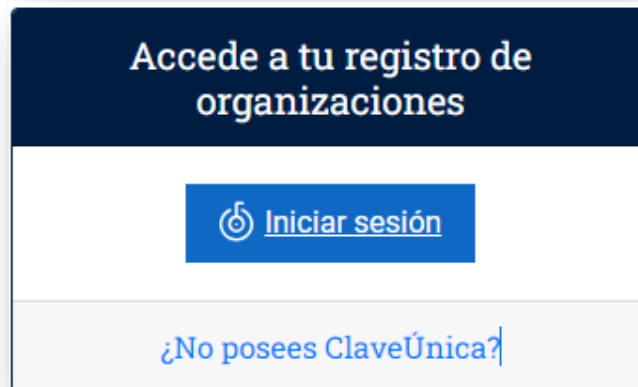 Accede a tu registro de
organizaciones
Iniciar sesión
¿No posees ClaveÚnica?